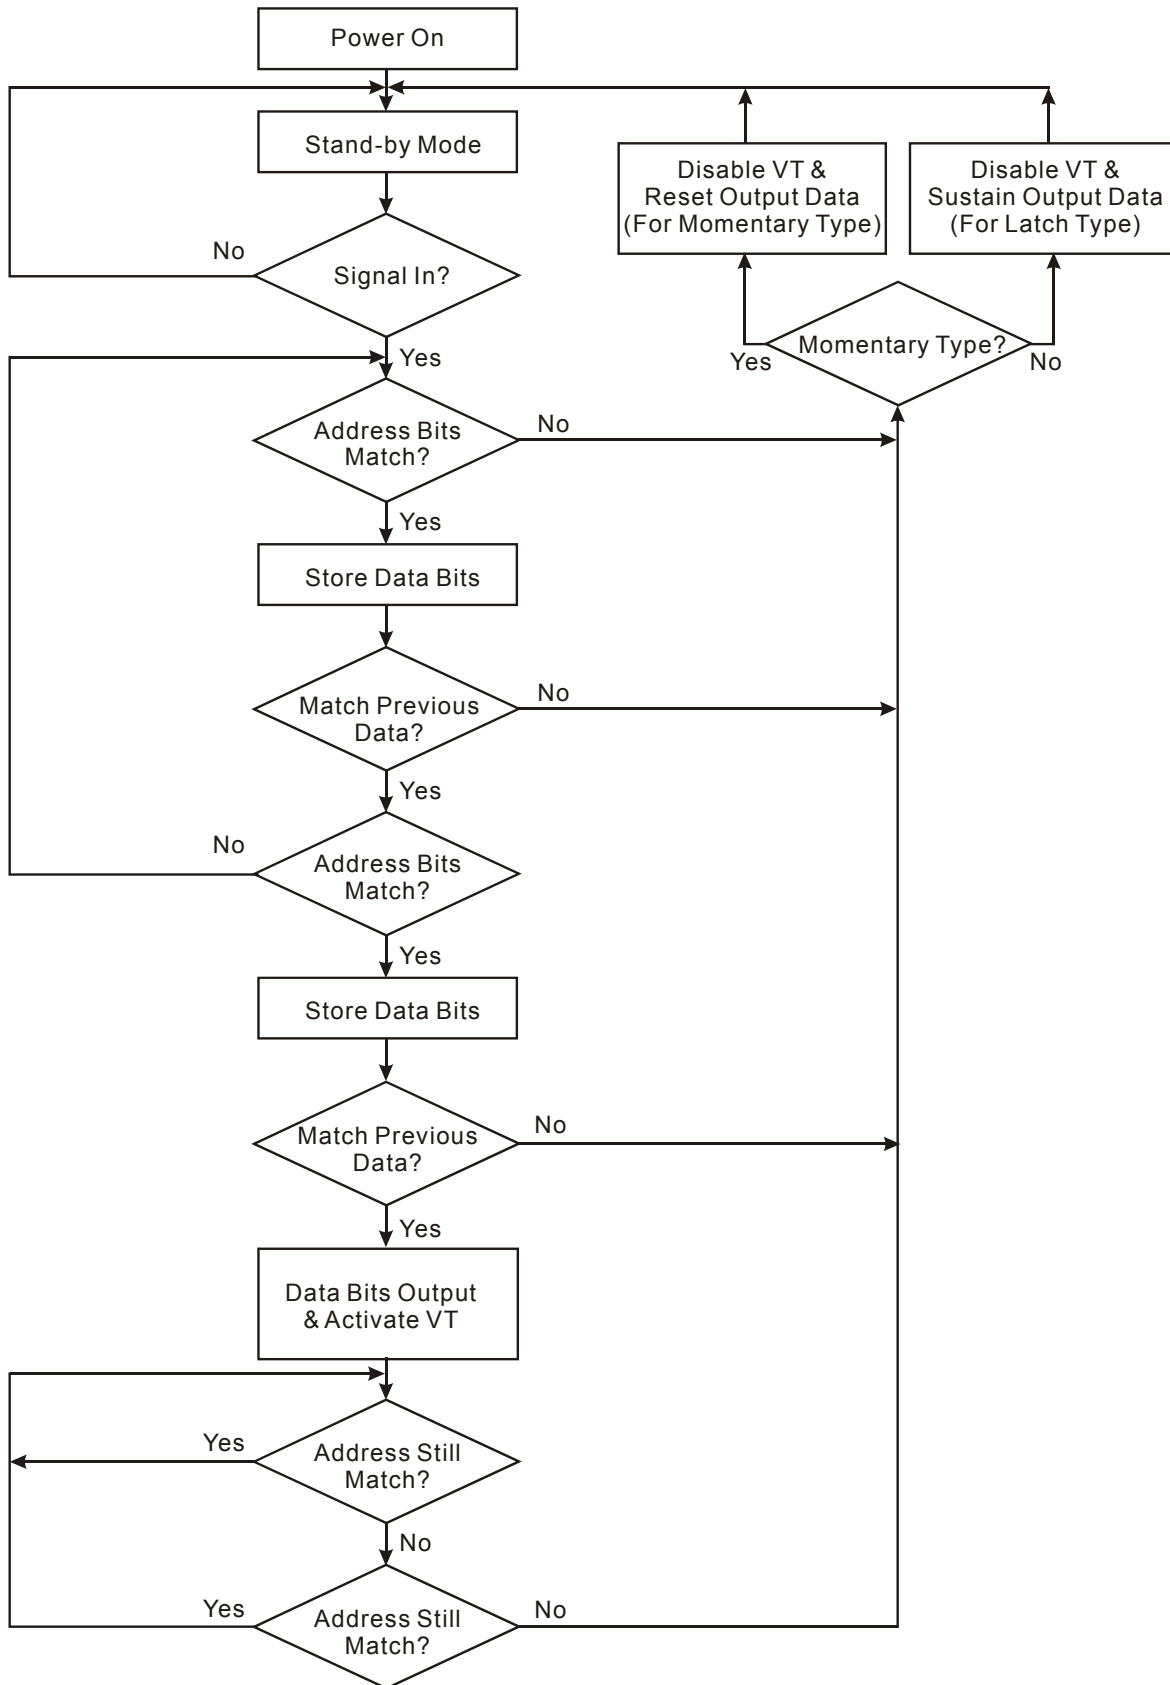 Power On
Stand-by Mode
No
Signal In?
Yes
Disable VT &
Reset Output Data
(For Momentary Type)
Disable VT &
Sustain Output Data
(For Latch Type)
Momentary Type?
Yes
No
Address Bits
Match?
No
Yes
Store Data Bits
Match Previous
Data?
No
Yes
No
Address Bits
Match?
Yes
Store Data Bits
Match Previous
Data?
No
Yes
Data Bits Output
& Activate VT
Yes
Address Still
Match?
No
Yes
Address Still
Match?
No